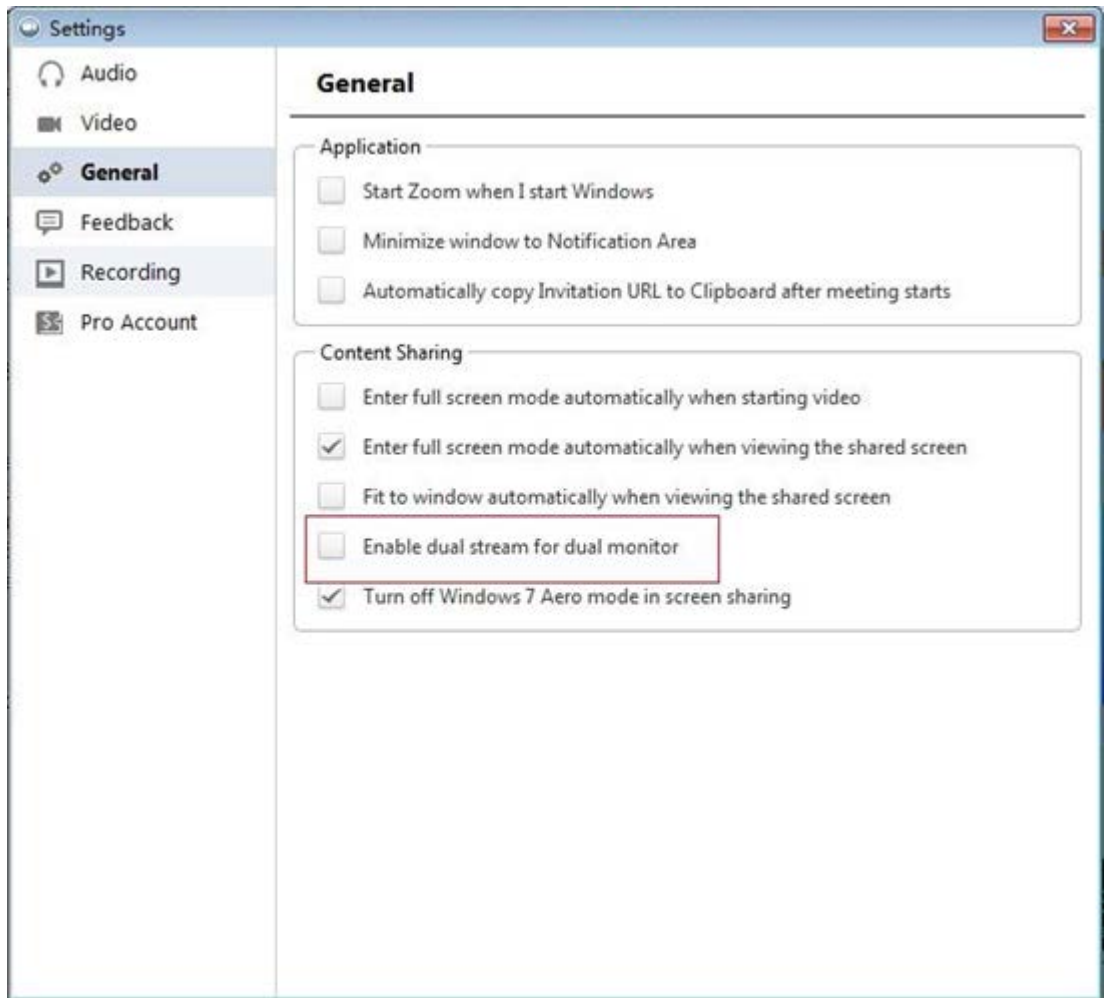 Settings
Audio
Video
General
Feedback
Recording
Pro Account
General
Application
Start Zoom when I start Windows
Minimize window to Notification Area
Automatically copy Invitation URL to Clipboard after meeting starts
Content Sharing
Enter full screen mode automatically when starting video
Enter full screen mode automatically when viewing the shared screen
Fit to window automatically when viewing the shared screen
Enable dual stream for dual monitor
Turn off Windows 7 Aero mode in screen sharing